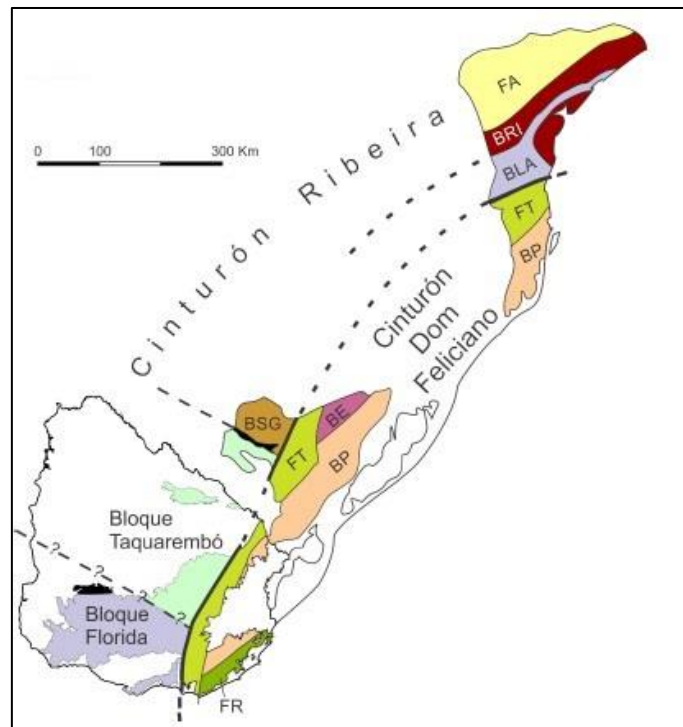 FA
BRI
BLA
FT
BP
0 100 300 Km
Cinturón Ribeira
Cinturón
Dom
Feliciano
BSG
BE
FT
BP
Bloque
Taquarembó
?
?
?
?
Bloque
Florida
FR